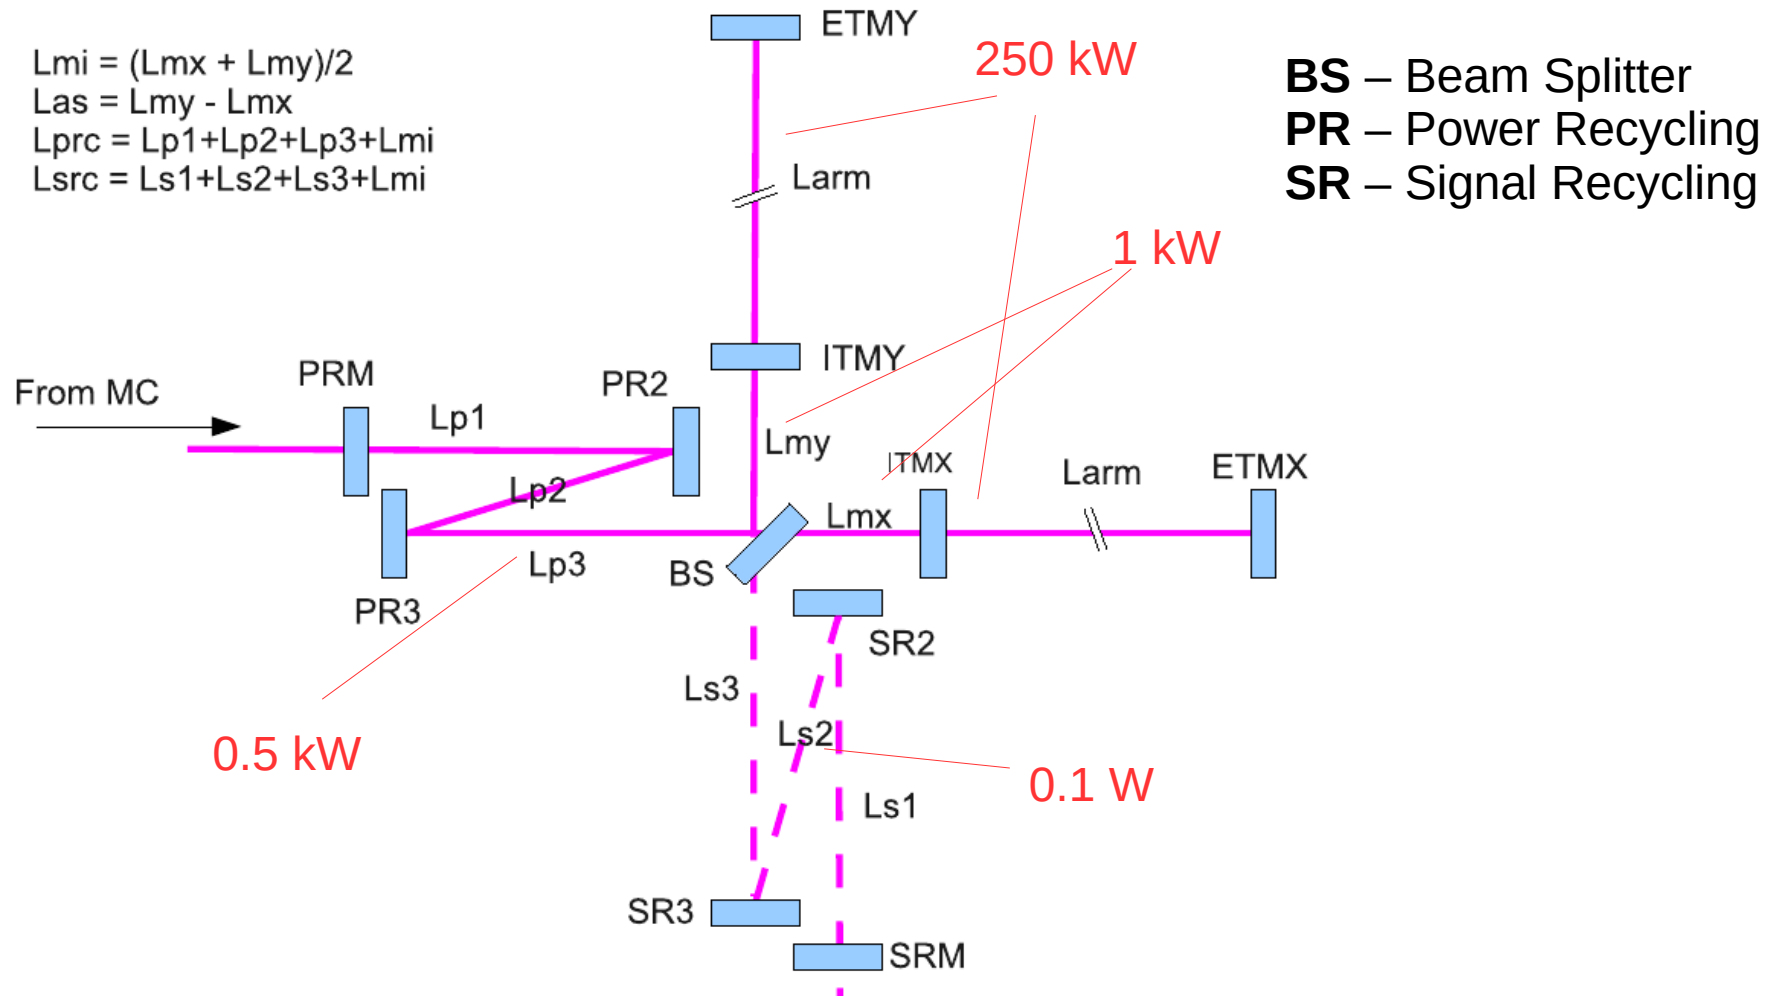 ETMY
Lmi = (Lmx + Lmy)/2
Las = Lmy - Lmx
Lprc = Lp1+Lp2+Lp3+Lmi
Lsrc = Ls1+Ls2+Ls3+Lmi
250 kW
BS – Beam Splitter
PR – Power Recycling
SR – Signal Recycling
Larm
1 kW
ITMY
PRM
PR2
From MC
Lp1
Lmy
ITMX
Larm
ETMX
Lp2
Lmx
Lp3
BS
PR3
SR2
Ls3
0.5 kW
Ls2
0.1 W
Ls1
SR3
SRM